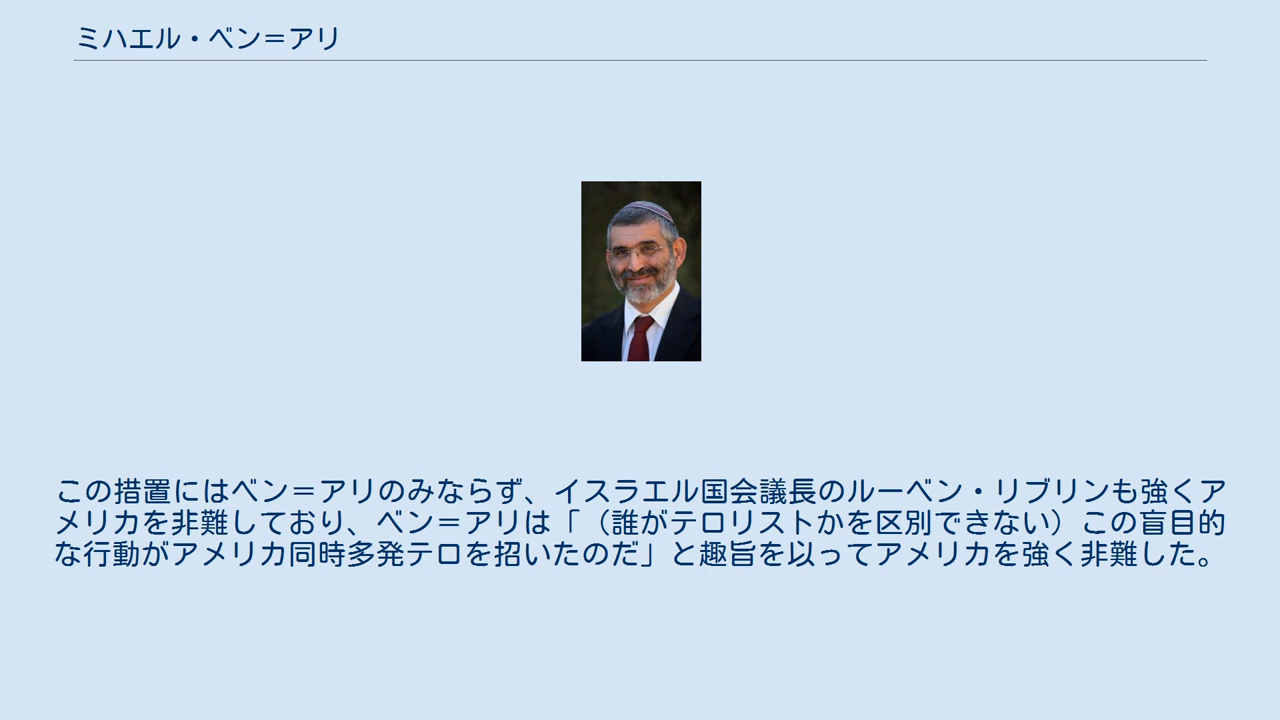 ミハエル・ベン＝アリ
この措置にはベン＝アリのみならず、イスラエル国会議長のルーベン・リブリンも強くア
メリカを非難しており、ベン＝アリは「（誰がテロリストかを区別できない）この盲目的
な行動がアメリカ同時多発テロを招いたのだ」と趣旨を以ってアメリカを強く非難した。